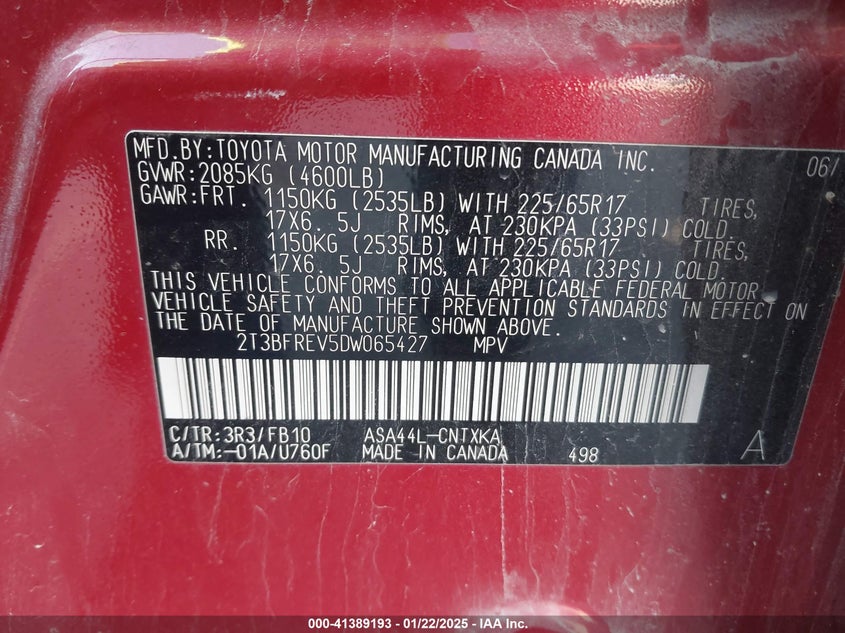 MFD.BY:TOYOTA MOTOR MANUFACTURING CANADA INC. 06/
GVWR:2085KG (4600LB)
GAWR:FRT. 1150KG (2535LB) WITH 225/65R17 TIRES,
17X6. 5J RIMS, AT 230KPA (33PSI) COLD.
RR. 1150KG (2535LB) WITH 225/65R17 TIRES,
17X6. 5J RIMS, AT 230KPA (33PSI) COLD.
THIS VEHICLE CONFORMS TO ALL APPLICABLE FEDERAL MOTOR
VEHICLE SAFETY AND THEFT PREVENTION STANDARDS IN EFFECT ON
THE DATE OF MANUFACTURE SHOWN ABOVE.
2T3BFREV5DW065427 MPV
C/TR:3R3/FB10 ASA44L-CNTXKA
A/TM:-01A/U760F MADE IN CANADA 498 A
000-41389193 - 01/22/2025 - IAA Inc.